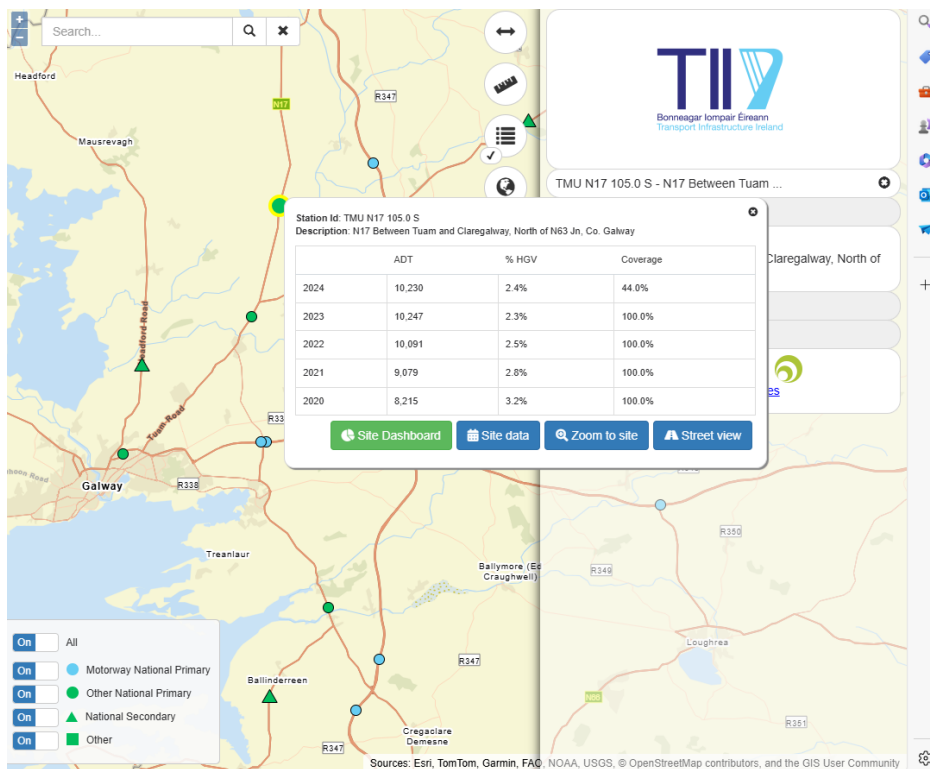 +
−
Search...
Headford
N17
R347
Mausrevagh
Headford Road
Tuam Road
R33
Galway
R338
Treanlaur
Ballymore (Ed
Craughwell)
R349
R350
Loughrea
R347
Ballinderreen
N65
R351
Cregaclare
Demesne
R347
TII
Bonneagar Iompair Éireann
Transport Infrastructure Ireland
TMU N17 105.0 S - N17 Between Tuam ...
Claregalway, North of
es
Station Id: TMU N17 105.0 S
Description: N17 Between Tuam and Claregalway, North of N63 Jn, Co. Galway
ADT % HGV Coverage
2024 10,230 2.4% 44.0%
2023 10,247 2.3% 100.0%
2022 10,091 2.5% 100.0%
2021 9,079 2.8% 100.0%
2020 8,215 3.2% 100.0%
Site Dashboard Site data Zoom to site Street view
On All
On Motorway National Primary
On Other National Primary
On National Secondary
On Other
Sources: Esri, TomTom, Garmin, FAO, NOAA, USGS, © OpenStreetMap contributors, and the GIS User Community